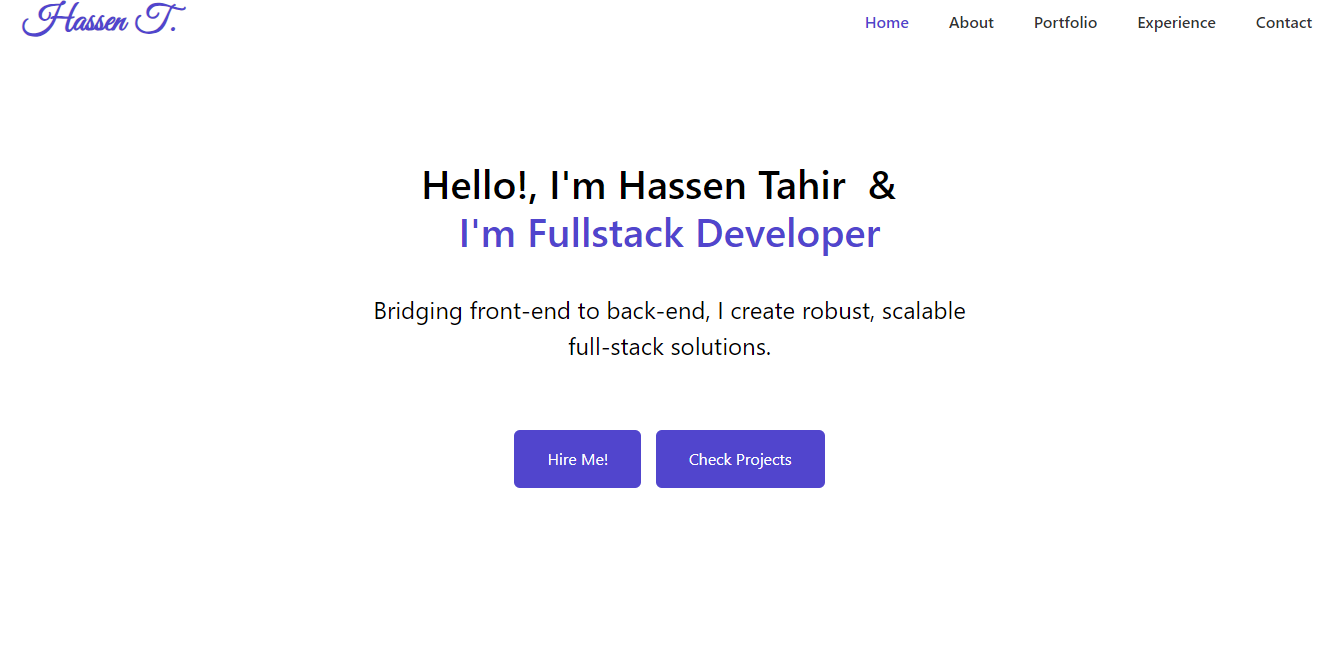 Hassen T.
Home About Portfolio Experience Contact
Hello!, I'm Hassen Tahir &
I'm Fullstack Developer
Bridging front-end to back-end, I create robust, scalable
full-stack solutions.
Hire Me!
Check Projects